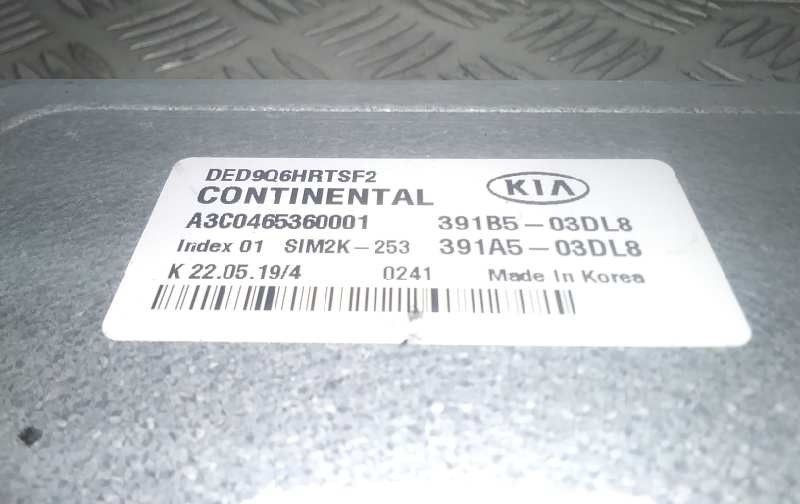 DED9Q6HRTSF2
CONTINENTAL KIA
A3C0465360001 391B5-03DL8
Index 01 SIM2K-253 391A5-03DL8
K 22.05.19/4 0241 Made In Korea